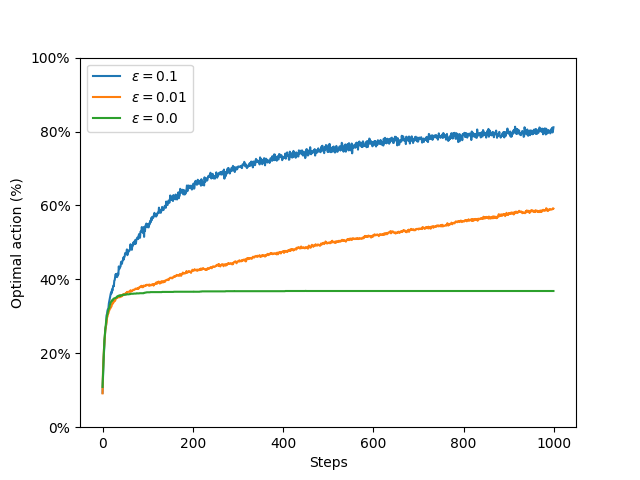 100%
80%
60%
40%
20%
0%
Optimal action (%)
ε = 0.1
ε = 0.01
ε = 0.0
0 200 400 600 800 1000
Steps